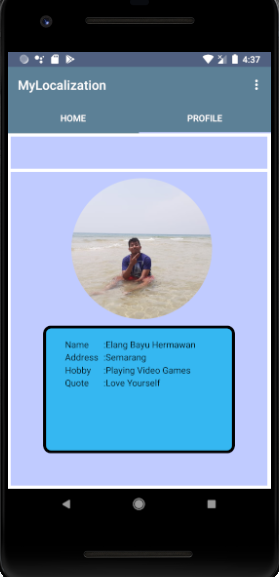 4:37
MyLocalization
HOME PROFILE
Name :Elang Bayu Hermawan
Address :Semarang
Hobby :Playing Video Games
Quote :Love Yourself